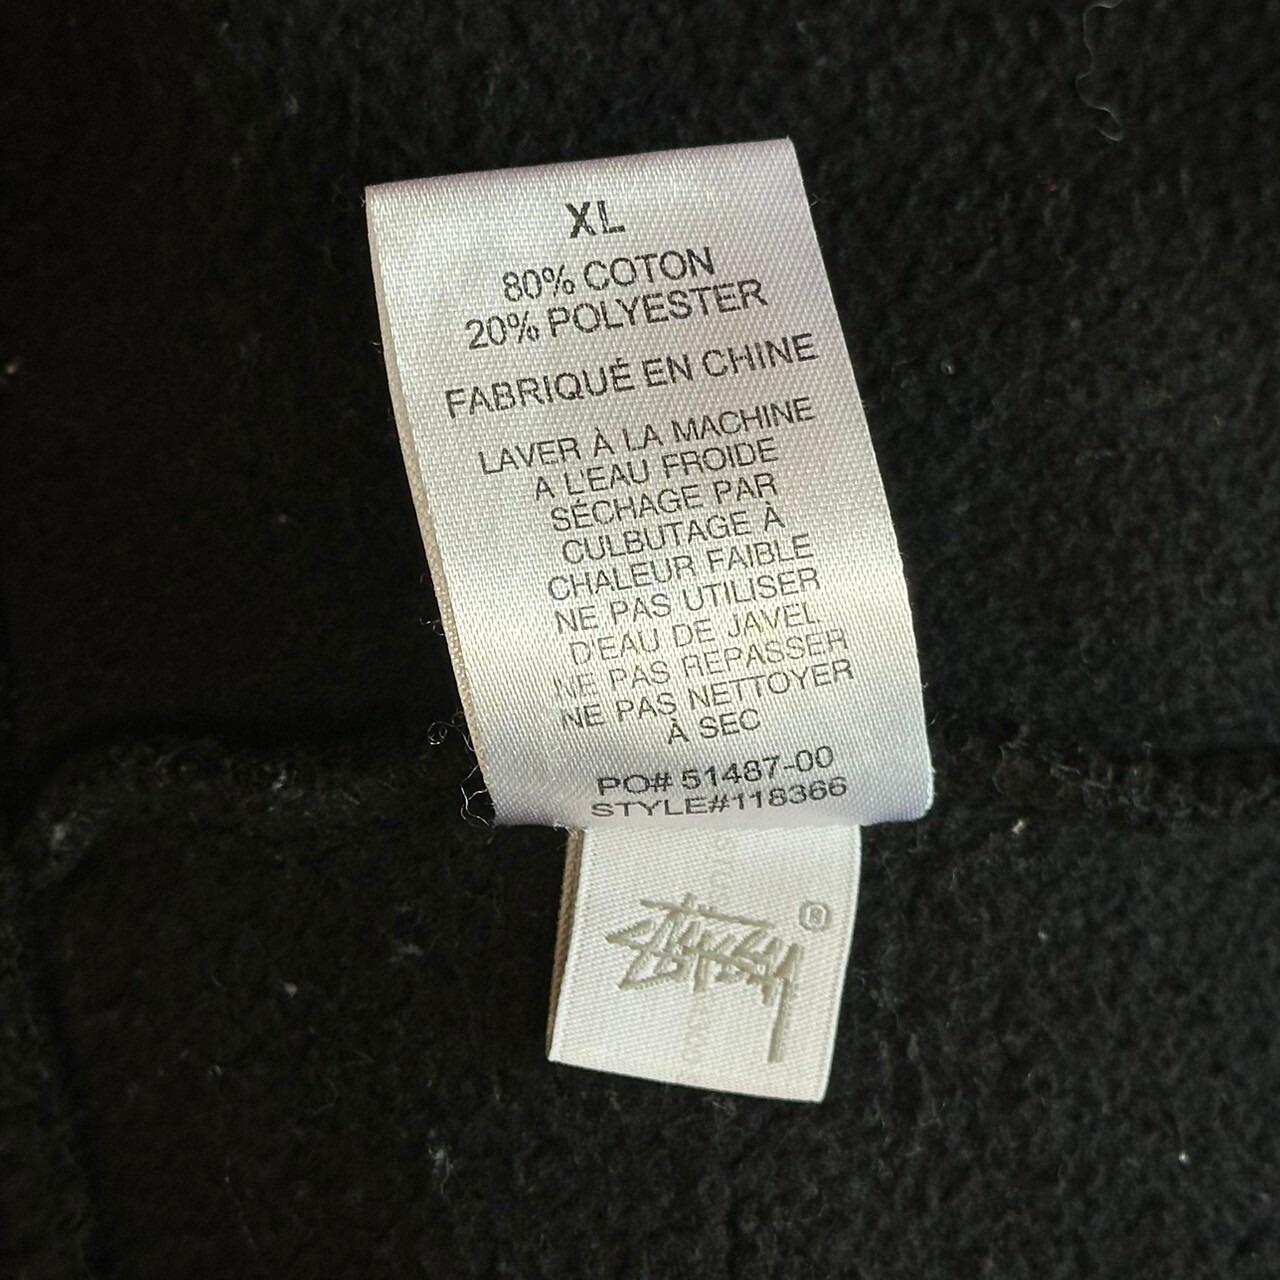 XL
80% COTON
20% POLYESTER
FABRIQUÉ EN CHINE
LAVER À LA MACHINE
A L'EAU FROIDE
SÉCHAGE PAR
CULBUTAGE À
CHALEUR FAIBLE
NE PAS UTILISER
D'EAU DE JAVEL
NE PAS REPASSER
NE PAS NETTOYER
À SEC
PO# 51487-00
STYLE#118366
Stüssy ®